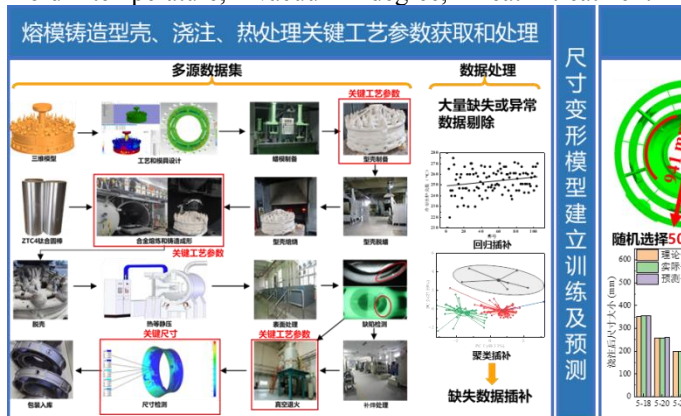 熔模铸造型壳、浇注、热处理关键工艺参数获取和处理
多源数据集
数据处理
关键工艺参数
大量缺失或异常
数据剔除
三维模型
工艺和模具设计
蜡模制备
型壳制备
ZTC4钛合圆棒
合金熔炼和铸造成形
型壳焙烧
型壳脱蜡
关键工艺参数
回归插补
脱壳
热等静压
表面处理
缺陷检测
关键尺寸
关键工艺参数
聚类插补
包装入库
尺寸检测
真空退火
补焊处理
缺失数据插补
尺寸变形模型建立训练及预测
941 m
随机选择50
理论
实际
预测
浇注后尺寸大小 (mm)
600
500
400
300
200
100
0
5-18
5-20